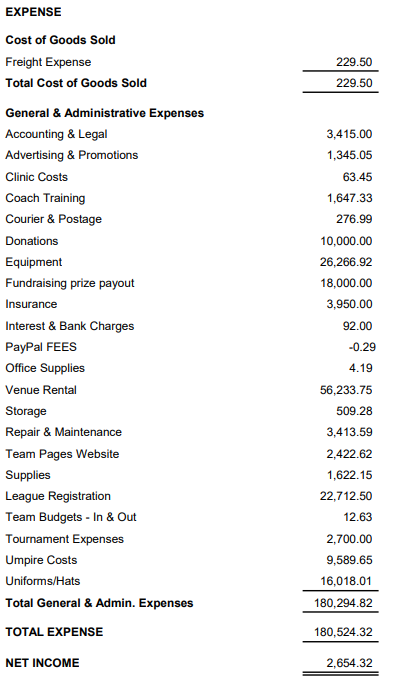 EXPENSE
Cost of Goods Sold
Freight Expense 229.50
Total Cost of Goods Sold 229.50
General & Administrative Expenses
Accounting & Legal 3,415.00
Advertising & Promotions 1,345.05
Clinic Costs 63.45
Coach Training 1,647.33
Courier & Postage 276.99
Donations 10,000.00
Equipment 26,266.92
Fundraising prize payout 18,000.00
Insurance 3,950.00
Interest & Bank Charges 92.00
PayPal FEES -0.29
Office Supplies 4.19
Venue Rental 56,233.75
Storage 509.28
Repair & Maintenance 3,413.59
Team Pages Website 2,422.62
Supplies 1,622.15
League Registration 22,712.50
Team Budgets - In & Out 12.63
Tournament Expenses 2,700.00
Umpire Costs 9,589.65
Uniforms/Hats 16,018.01
Total General & Admin. Expenses 180,294.82
TOTAL EXPENSE 180,524.32
NET INCOME 2,654.32